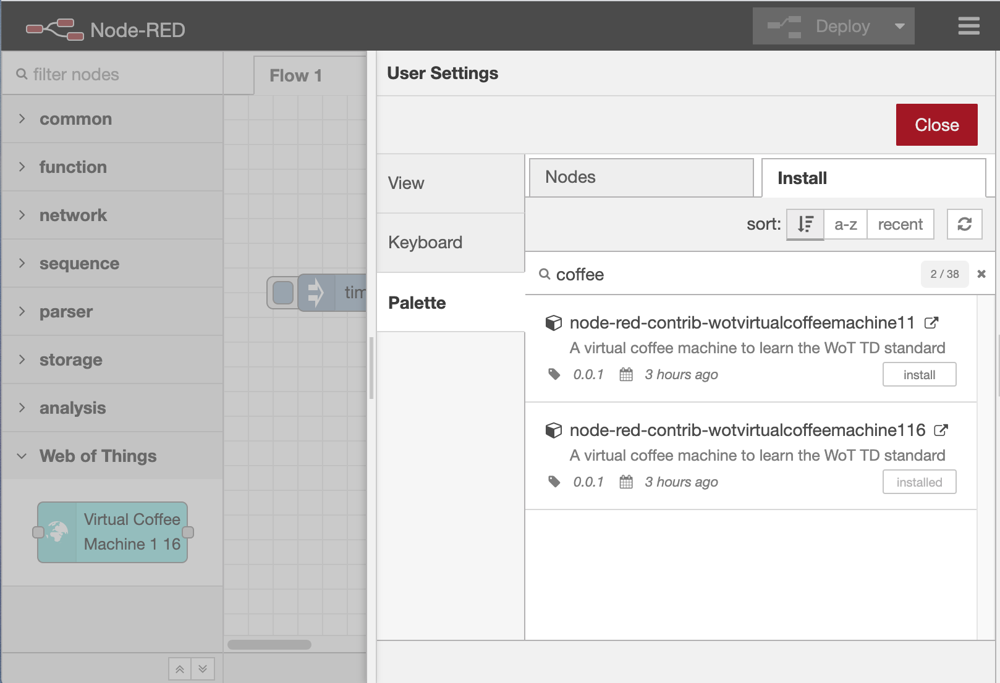 Node-RED
Deploy
filter nodes
Flow 1
common
function
network
sequence
parser
storage
analysis
Web of Things
Virtual Coffee
Machine 1 16
tim
User Settings
Close
View
Keyboard
Palette
Nodes
Install
sort:
a-z
recent
coffee
2 / 38
node-red-contrib-wotvirtualcoffeemachine11
A virtual coffee machine to learn the WoT TD standard
0.0.1
3 hours ago
install
node-red-contrib-wotvirtualcoffeemachine116
A virtual coffee machine to learn the WoT TD standard
0.0.1
3 hours ago
installed